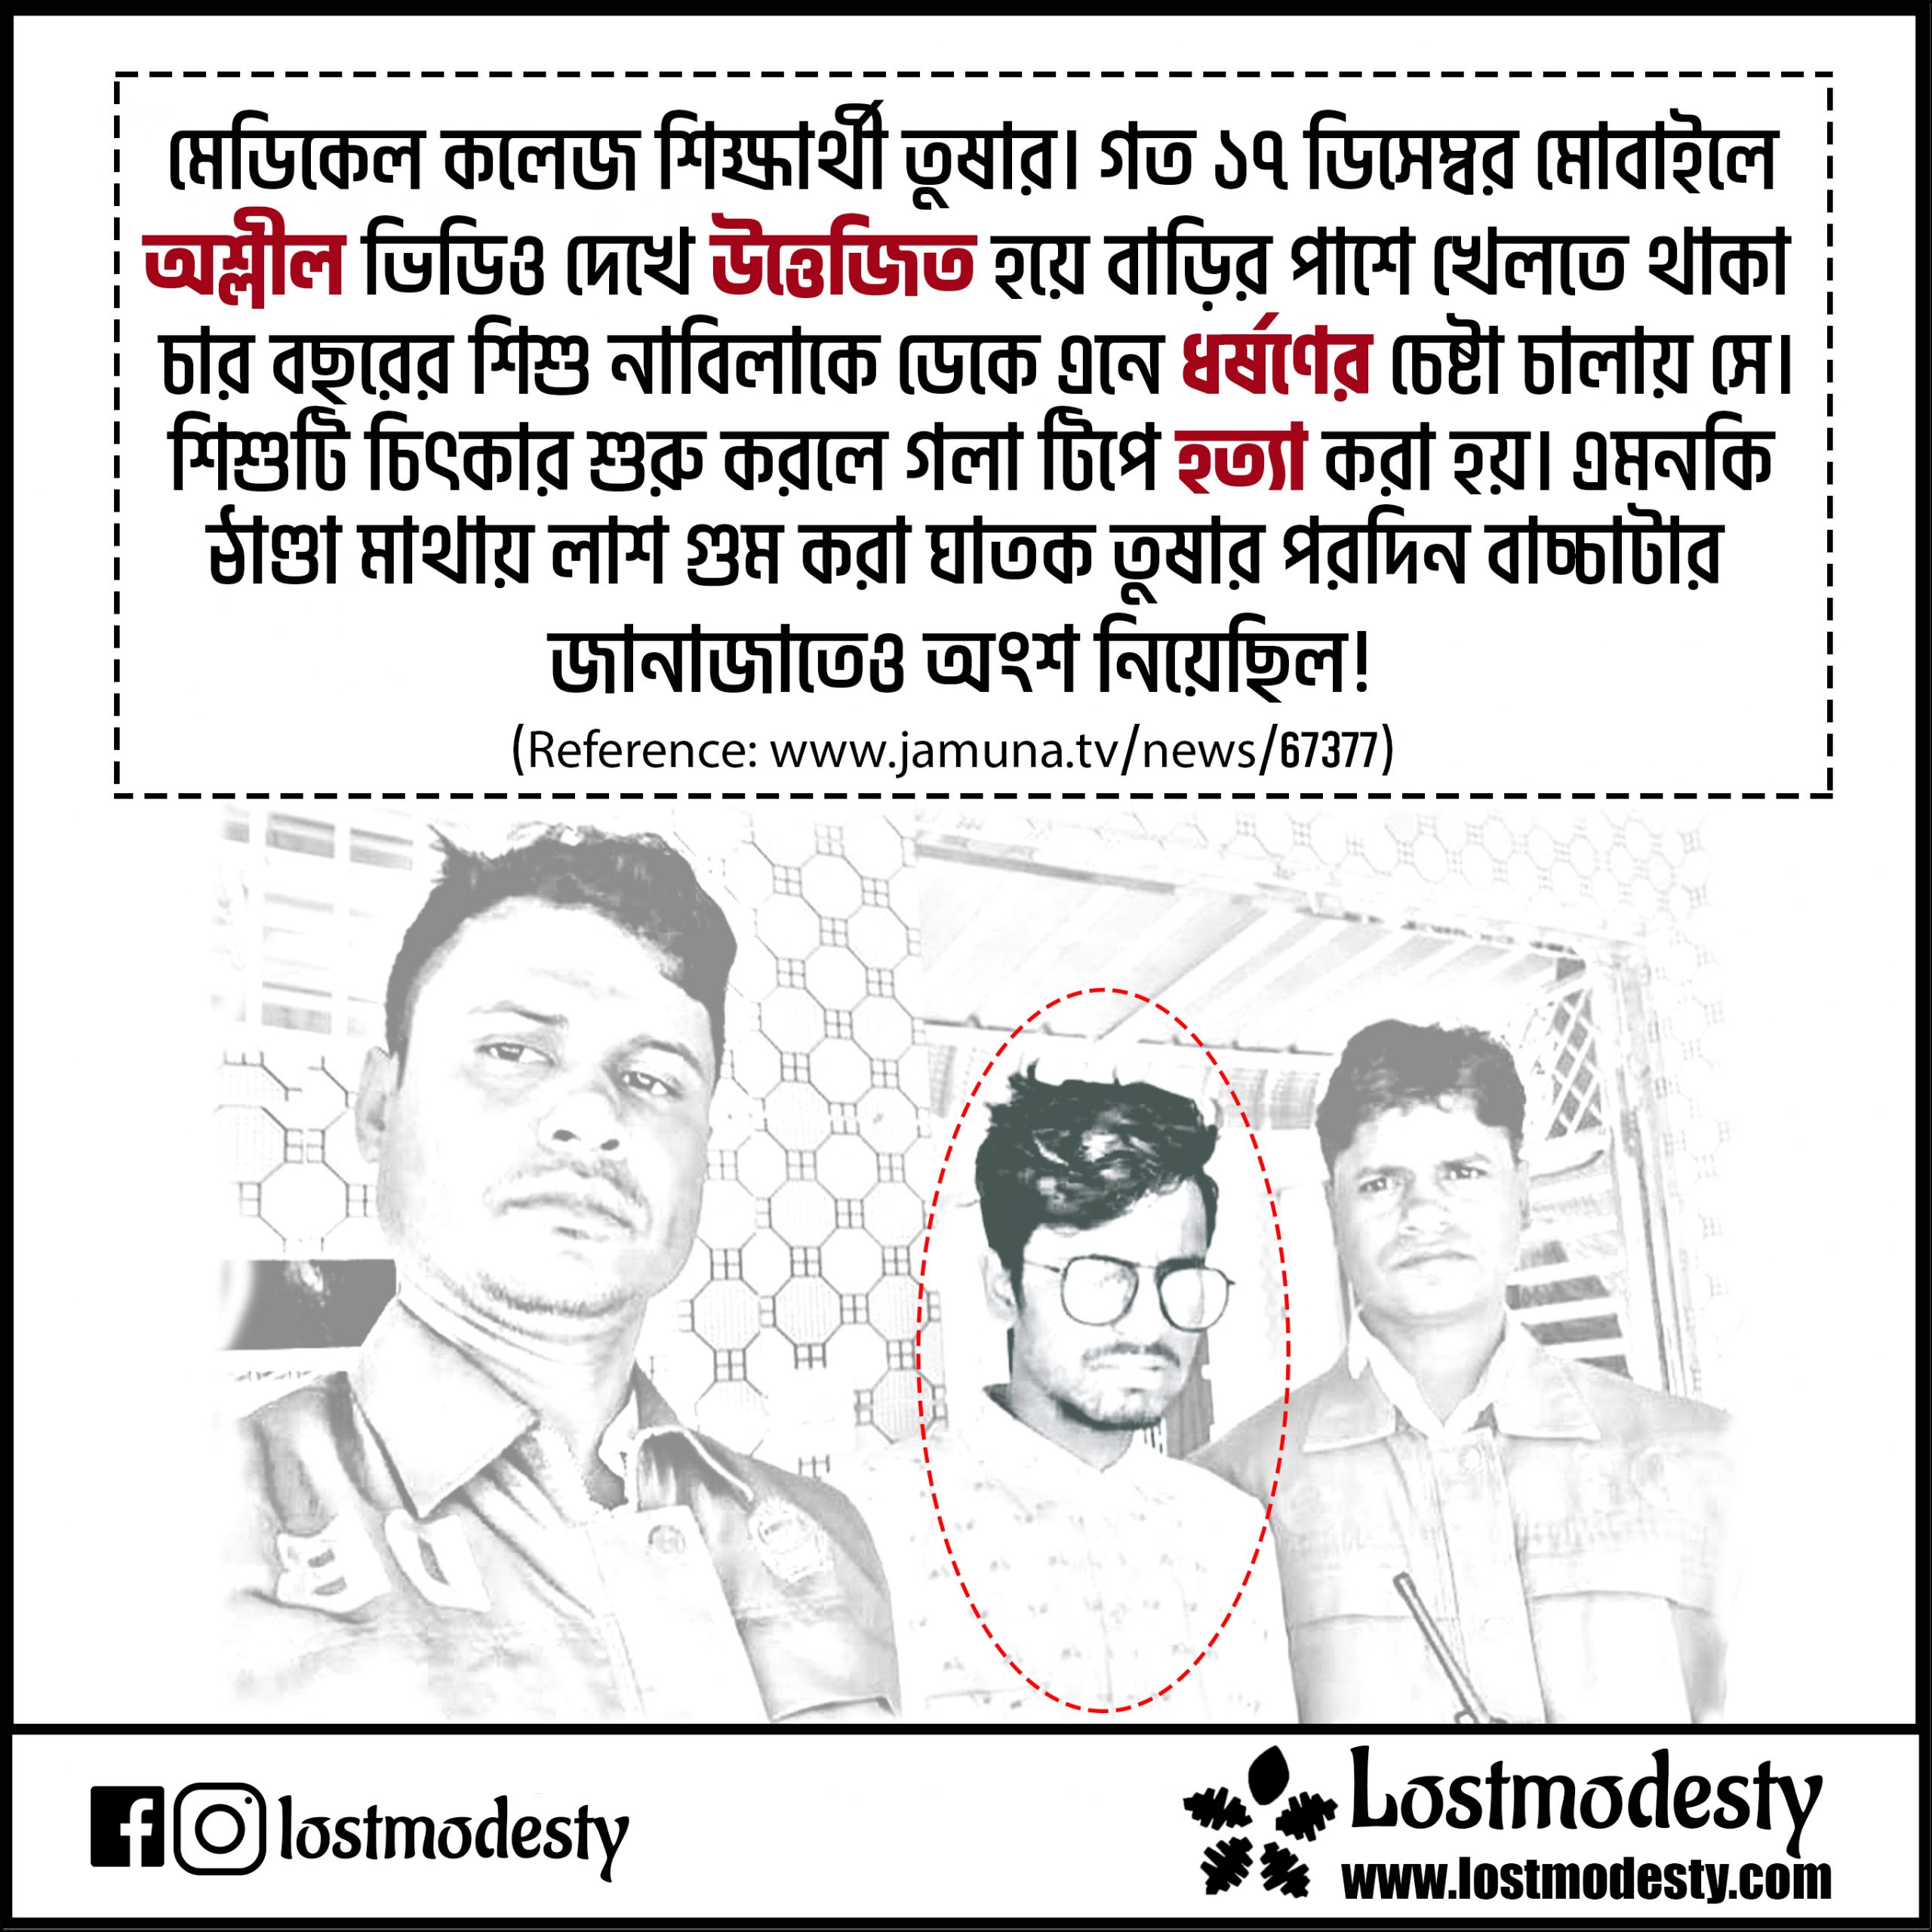 মেডিকেল কলেজ শিক্ষার্থী তুষার। গত ১৭ ডিসেম্বর মোবাইলে
অশ্লীল ভিডিও দেখে উত্তেজিত হয়ে বাড়ির পাশে খেলতে থাকা
চার বছরের শিশু নাবিলাকে ডেকে এনে ধর্ষণের চেষ্টা চালায় সে।
শিশুটি চিৎকার শুরু করলে গলা টিপে হত্যা করা হয়। এমনকি
ঠাণ্ডা মাথায় লাশ গুম করা ঘাতক তুষার পরদিন বাচ্চাটার
জানাজাতেও অংশ নিয়েছিল!
(Reference: www.jamuna.tv/news/67377)
lostmodesty
Lostmodesty
www.lostmodesty.com